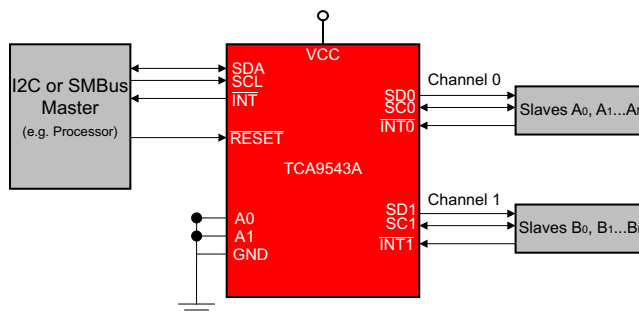 VCC
I2C or SMBus
Master
(e.g. Processor)
SDA
SCL
INT
RESET
TCA9543A
A0
A1
GND
Channel 0
SD0
SC0
INT0
Slaves A0, A1...
Channel 1
SD1
SC1
INT1
Slaves B0, B1...